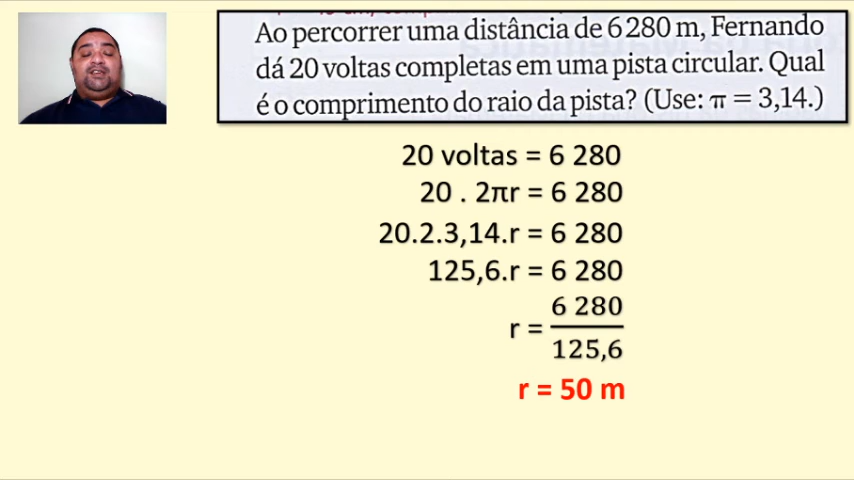 Ao percorrer uma distância de 6 280 m, Fernando
dá 20 voltas completas em uma pista circular. Qual
é o comprimento do raio da pista? (Use: π = 3,14.)
20 voltas = 6 280
20 . 2πr = 6 280
20.2.3,14.r = 6 280
125,6.r = 6 280
r = 6 280 / 125,6
r = 50 m